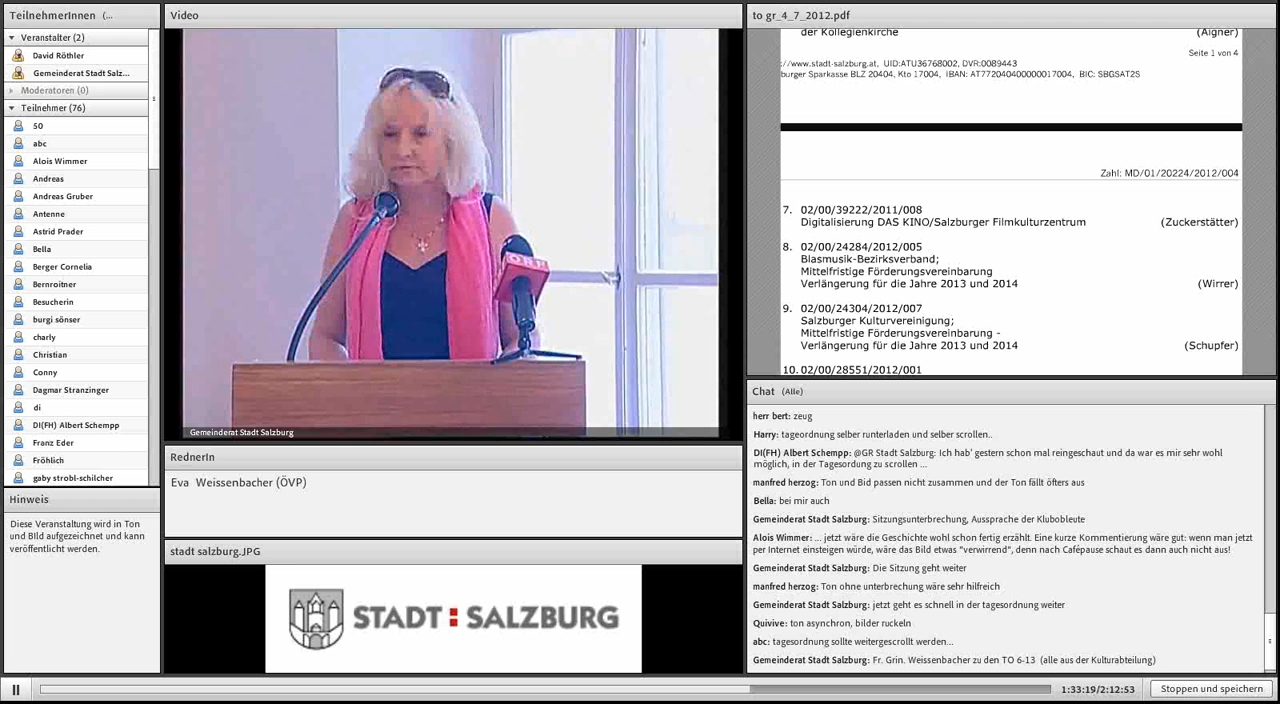 TeilnehmerInnen (...
Veranstalter (2)
David Röthler
Gemeinderat Stadt Salz...
Moderatoren (0)
Teilnehmer (76)
50
abc
Alois Wimmer
Andreas
Andreas Gruber
Antenne
Astrid Prader
Bella
Berger Cornelia
Bernroitner
Besucherin
burgi sönser
charly
Christian
Conny
Dagmar Stranzinger
di
DI(FH) Albert Schempp
Franz Eder
Fröhlich
gaby strobl-schilcher
Hinweis
Diese Veranstaltung wird in Ton
und BIld aufgezeichnet und kann
veröffentlicht werden.
Video
ORF
Gemeinderat Stadt Salzburg
RednerIn
Eva Weissenbacher (ÖVP)
stadt salzburg.JPG
STADT : SALZBURG
to gr_4_7_2012.pdf
der Kollegienkirche (Aigner)
Seite 1 von 4
://www.stadt-salzburg.at, UID:ATU36768002, DVR:0089443
burger Sparkasse BLZ 20404, Kto 17004, IBAN: AT772040400000017004, BIC: SBGSAT2S
Zahl: MD/01/20224/2012/004
7. 02/00/39222/2011/008
Digitalisierung DAS KINO/Salzburger Filmkulturzentrum (Zuckerstätter)
8. 02/00/24284/2012/005
Blasmusik-Bezirksverband;
Mittelfristige Förderungsvereinbarung
Verlängerung für die Jahre 2013 und 2014 (Wirrer)
9. 02/00/24304/2012/007
Salzburger Kulturvereinigung;
Mittelfristige Förderungsvereinbarung -
Verlängerung für die Jahre 2013 und 2014 (Schupfer)
10. 02/00/28551/2012/001
Chat (Alle)
herr bert: zeug
Harry: tageordnung selber runterladen und selber scrollen..
DI(FH) Albert Schempp: @GR Stadt Salzburg: Ich hab' gestern schon mal reingeschaut und da war es mir sehr wohl
möglich, in der Tagesordung zu scrollen ...
manfred herzog: Ton und Bid passen nicht zusammen und der Ton fällt öfters aus
Bella: bei mir auch
Gemeinderat Stadt Salzburg: Sitzungsunterbrechung, Aussprache der Klubobleute
Alois Wimmer: ... jetzt wäre die Geschichte wohl schon fertig erzählt. Eine kurze Kommentierung wäre gut: wenn man jetzt
per Internet einsteigen würde, wäre das Bild etwas "verwirrend", denn nach Cafépause schaut es dann auch nicht aus!
Gemeinderat Stadt Salzburg: Die Sitzung geht weiter
manfred herzog: Ton ohne unterbrechung wäre sehr hilfreich
Gemeinderat Stadt Salzburg: jetzt geht es schnell in der tagesordnung weiter
Quivive: ton asynchron, bilder ruckeln
abc: tagesordnung sollte weitergescrollt werden...
Gemeinderat Stadt Salzburg: Fr. Grin. Weissenbacher zu den TO 6-13 (alle aus der Kulturabteilung)
1:33:19/2:12:53
Stoppen und speichern